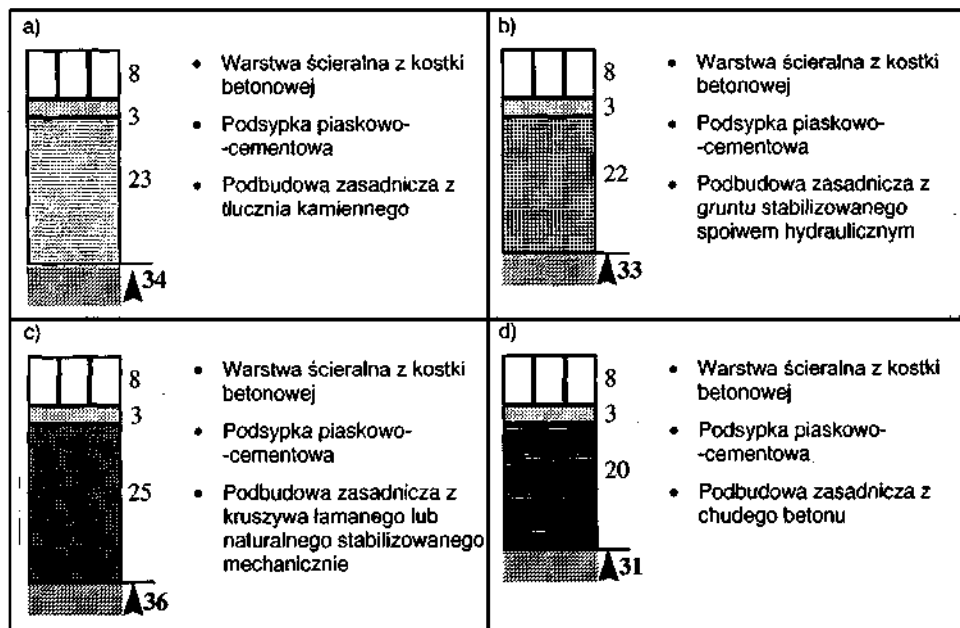 a)
8
3
23
34
• Warstwa ścieralna z kostki
betonowej
• Podsypka piaskowo-
-cementowa
• Podbudowa zasadnicza z
tłucznia kamiennego
b)
8
3
22
33
• Warstwa ścieralna z kostki
betonowej
• Podsypka piaskowo-
-cementowa
• Podbudowa zasadnicza z
gruntu stabilizowanego
spoiwem hydraulicznym
c)
8
3
25
36
• Warstwa ścieralna z kostki
betonowej
• Podsypka piaskowo-
-cementowa
• Podbudowa zasadnicza z
kruszywa łamanego lub
naturalnego stabilizowanego
mechanicznie
d)
8
3
20
31
• Warstwa ścieralna z kostki
betonowej
• Podsypka piaskowo-
-cementowa
• Podbudowa zasadnicza z
chudego betonu